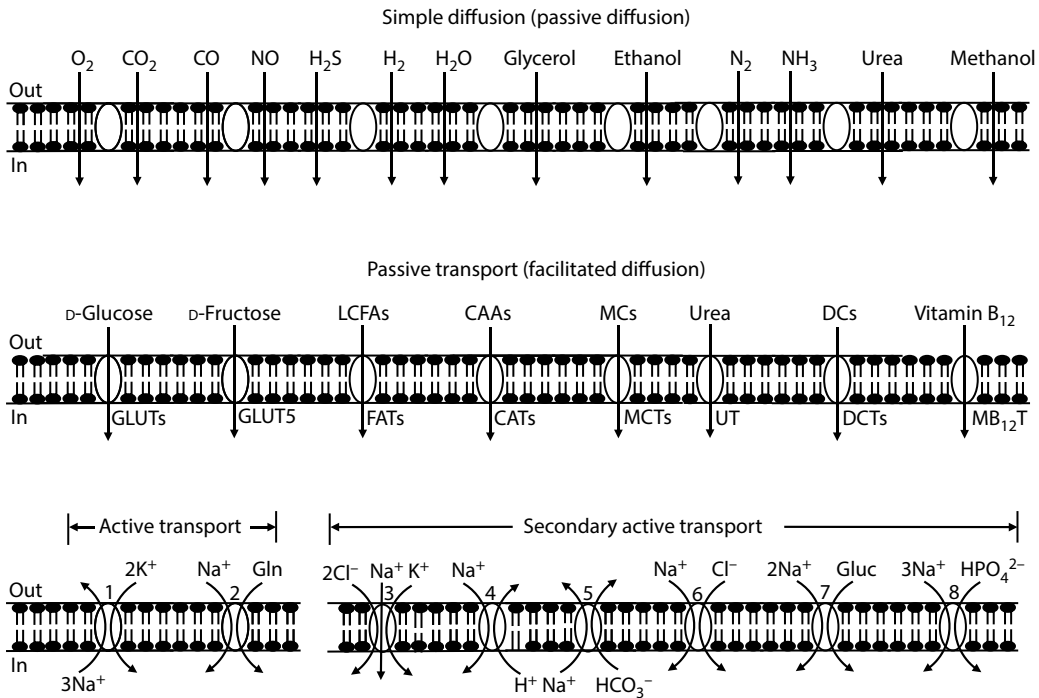 Simple diffusion (passive diffusion)
O₂ CO₂ CO NO H₂S H₂ H₂O Glycerol Ethanol N₂ NH₃ Urea Methanol
Out
In
Passive transport (facilitated diffusion)
D-Glucose D-Fructose LCFAs CAAs MCs Urea DCs Vitamin B₁₂
Out
In
GLUTs GLUT5 FATs CATs MCTs UT DCTs MB₁₂T
Active transport Secondary active transport
2K⁺ Na⁺ Gln 2Cl⁻ Na⁺ K⁺ Na⁺ Na⁺ Cl⁻ 2Na⁺ Gluc 3Na⁺ HPO₄²⁻
Out 1 2 3 4 5 6 7 8
In
3Na⁺ H⁺ Na⁺ HCO₃⁻